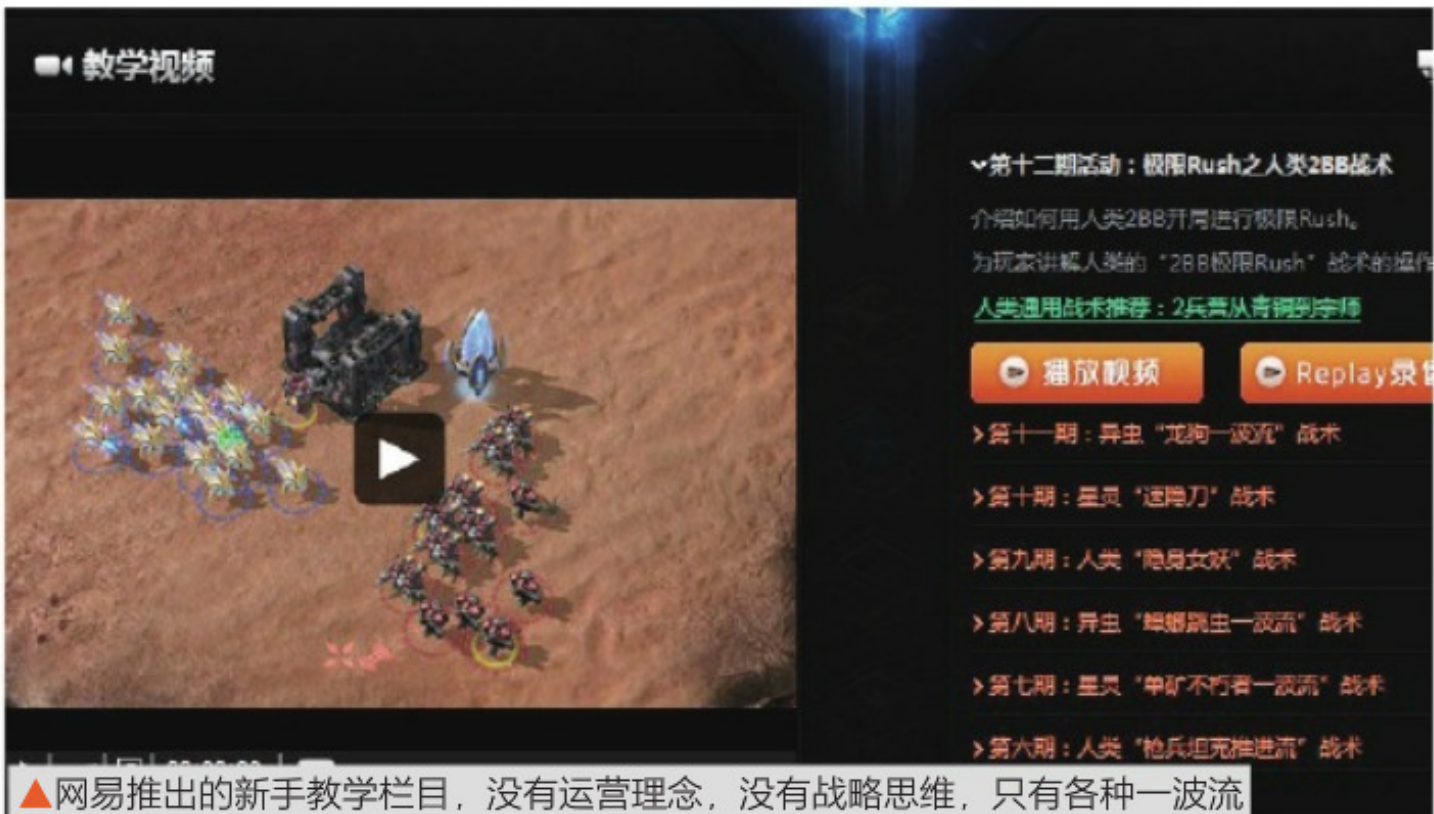 教学视频
第十二期活动：极限Rush之人类2BB战术
介绍如何用人类2BB开局进行极限Rush。
为玩家讲解人类的“2BB极限Rush”战术的操作
人类通用战术推荐：2兵营从青铜到宗师
播放视频
Replay录像
第十一期：异虫“龙狗一波流”战术
第十期：星灵“速隐刀”战术
第九期：人类“隐身女妖”战术
第八期：异虫“蟑螂飞虫一波流”战术
第七期：星灵“单矿不朽者一波流”战术
第六期：人类“枪兵坦克推进流”战术
▲网易推出的新手教学栏目，没有运营理念，没有战略思维，只有各种一波流